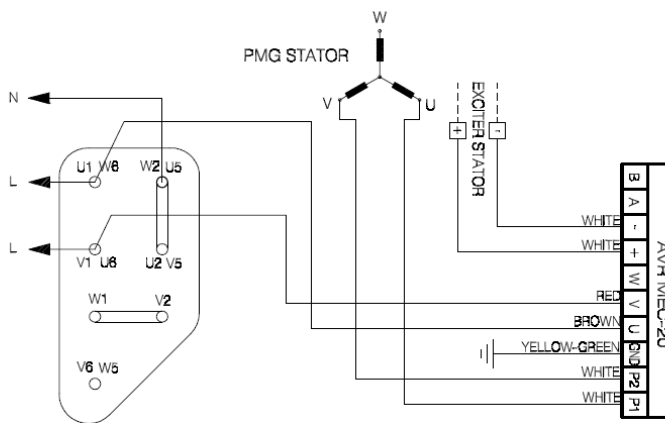 W
PMG STATOR
V
U
EXCITER STATOR
+
-
N
L
L
U1 W6
W2 U5
V1 U6
U2 V5
W1
V2
V6 W5
WHITE
WHITE
RED
BROWN
YELLOW-GREEN
WHITE
WHITE
B
A
-
+
W
V
U
GND
P2
P1
AVR MEC-20